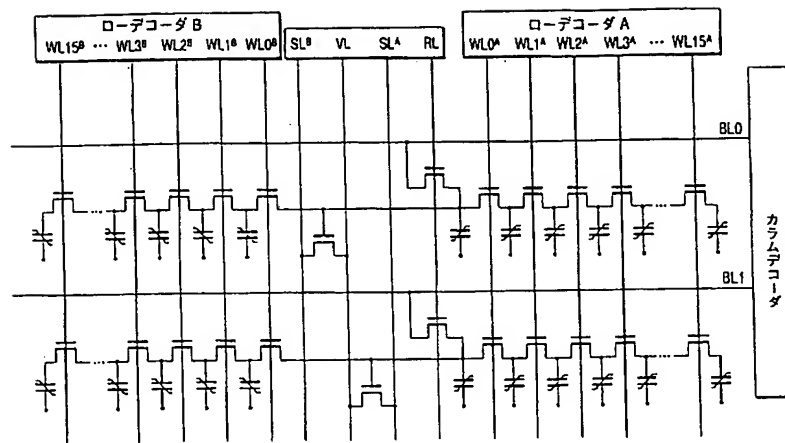 ローデコーダ B
WL15ᴮ … WL3ᴮ WL2ᴮ WL1ᴮ WL0ᴮ
SLᴮ VL SLᴬ RL
ローデコーダ A
WL0ᴬ WL1ᴬ WL2ᴬ WL3ᴬ … WL15ᴬ
BL0
カラムデコーダ
BL1